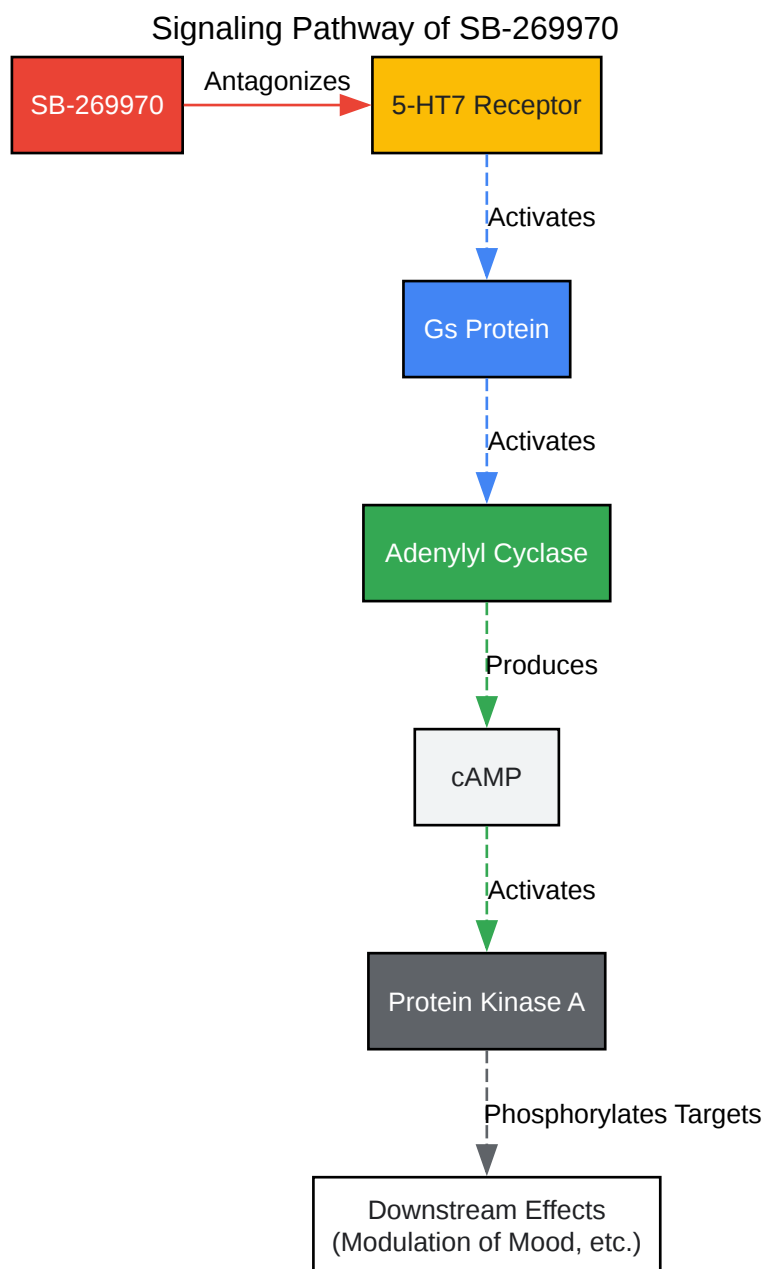 Signaling Pathway of SB-269970
SB-269970
Antagonizes
5-HT7 Receptor
Activates
Gs Protein
Activates
Adenylyl Cyclase
Produces
cAMP
Activates
Protein Kinase A
Phosphorylates Targets
Downstream Effects
(Modulation of Mood, etc.)